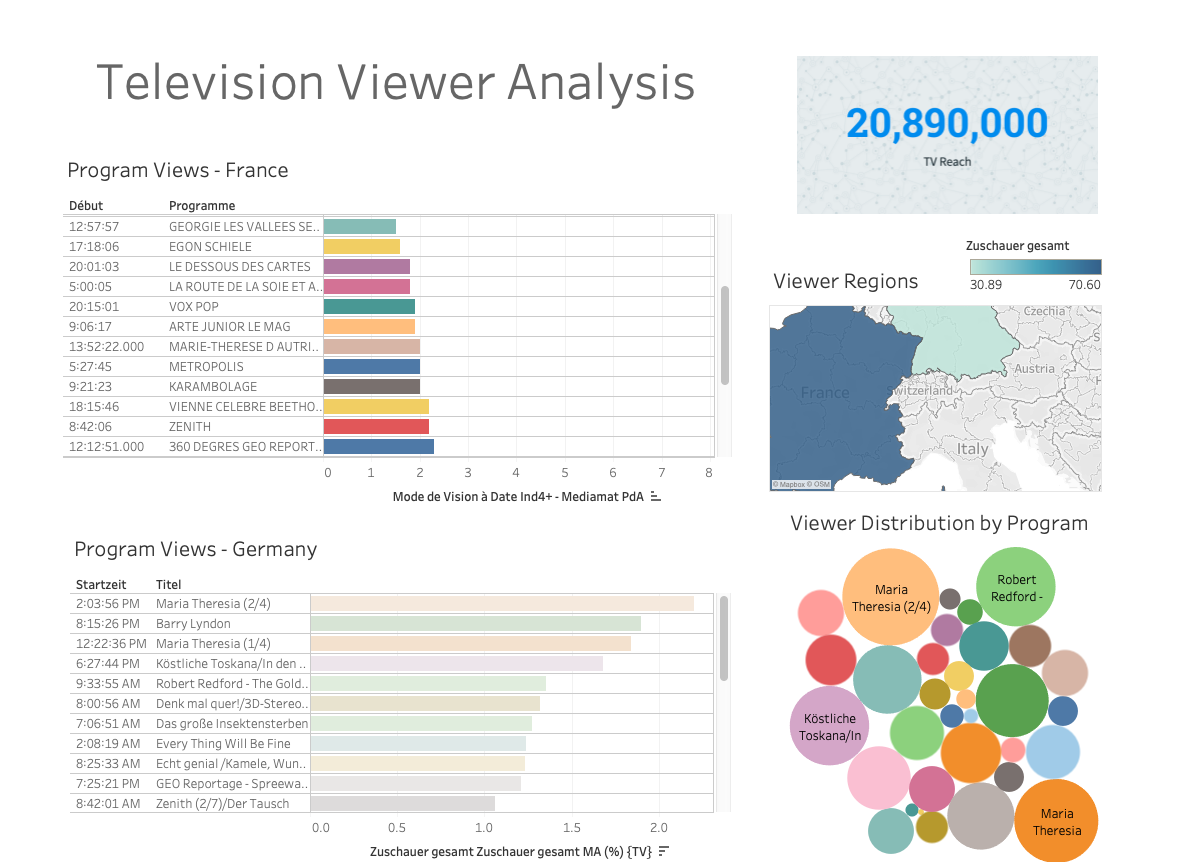 Television Viewer Analysis
20,890,000
TV Reach
Program Views - France
Début Programme
12:57:57 GEORGIE LES VALLEES SE..
17:18:06 EGON SCHIELE
20:01:03 LE DESSOUS DES CARTES
5:00:05 LA ROUTE DE LA SOIE ET A..
20:15:01 VOX POP
9:06:17 ARTE JUNIOR LE MAG
13:52:22.000 MARIE-THERESE D AUTRI..
5:27:45 METROPOLIS
9:21:23 KARAMBOLAGE
18:15:46 VIENNE CELEBRE BEETHO..
8:42:06 ZENITH
12:12:51.000 360 DEGRES GEO REPORT..
0 1 2 3 4 5 6 7 8
Mode de Vision à Date Ind4+ - Mediamat PdA
Zuschauer gesamt
30.89 70.60
Viewer Regions
Czechia
Austria
France
Switzerland
Italy
S
H
© Mapbox © OSM
Program Views - Germany
Startzeit Titel
2:03:56 PM Maria Theresia (2/4)
8:15:26 PM Barry Lyndon
12:22:36 PM Maria Theresia (1/4)
6:27:44 PM Köstliche Toskana/In den ..
9:33:55 AM Robert Redford - The Gold..
8:00:56 AM Denk mal quer!/3D-Stereo..
7:06:51 AM Das große Insektensterben
2:08:19 AM Every Thing Will Be Fine
8:25:33 AM Echt genial /Kamele, Wun..
7:25:21 PM GEO Reportage - Spreewa..
8:42:01 AM Zenith (2/7)/Der Tausch
0.0 0.5 1.0 1.5 2.0
Zuschauer gesamt Zuschauer gesamt MA (%) {TV}
Viewer Distribution by Program
Maria
Theresia (2/4)
Robert
Redford -
Köstliche
Toskana/In
Maria
Theresia